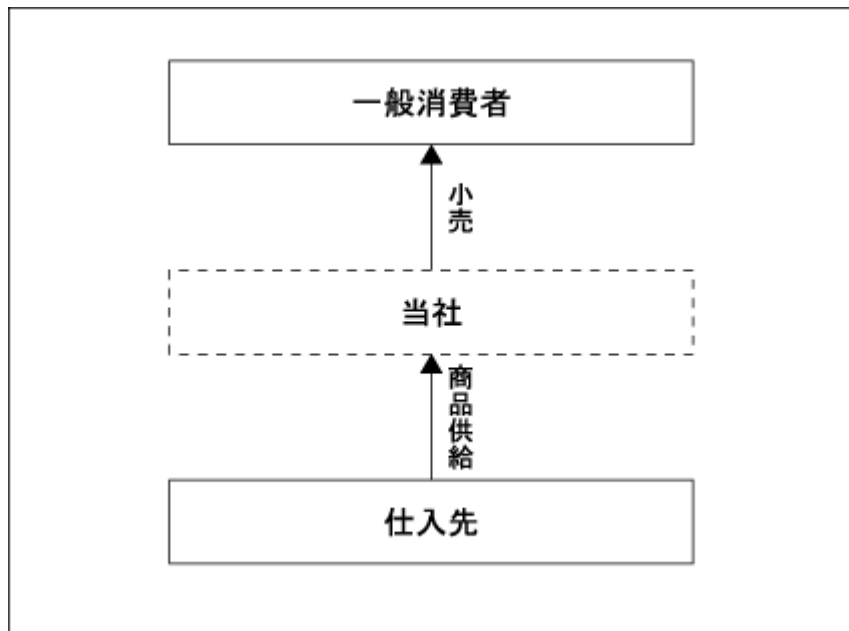 一般消費者
小売
当社
商品供給
仕入先